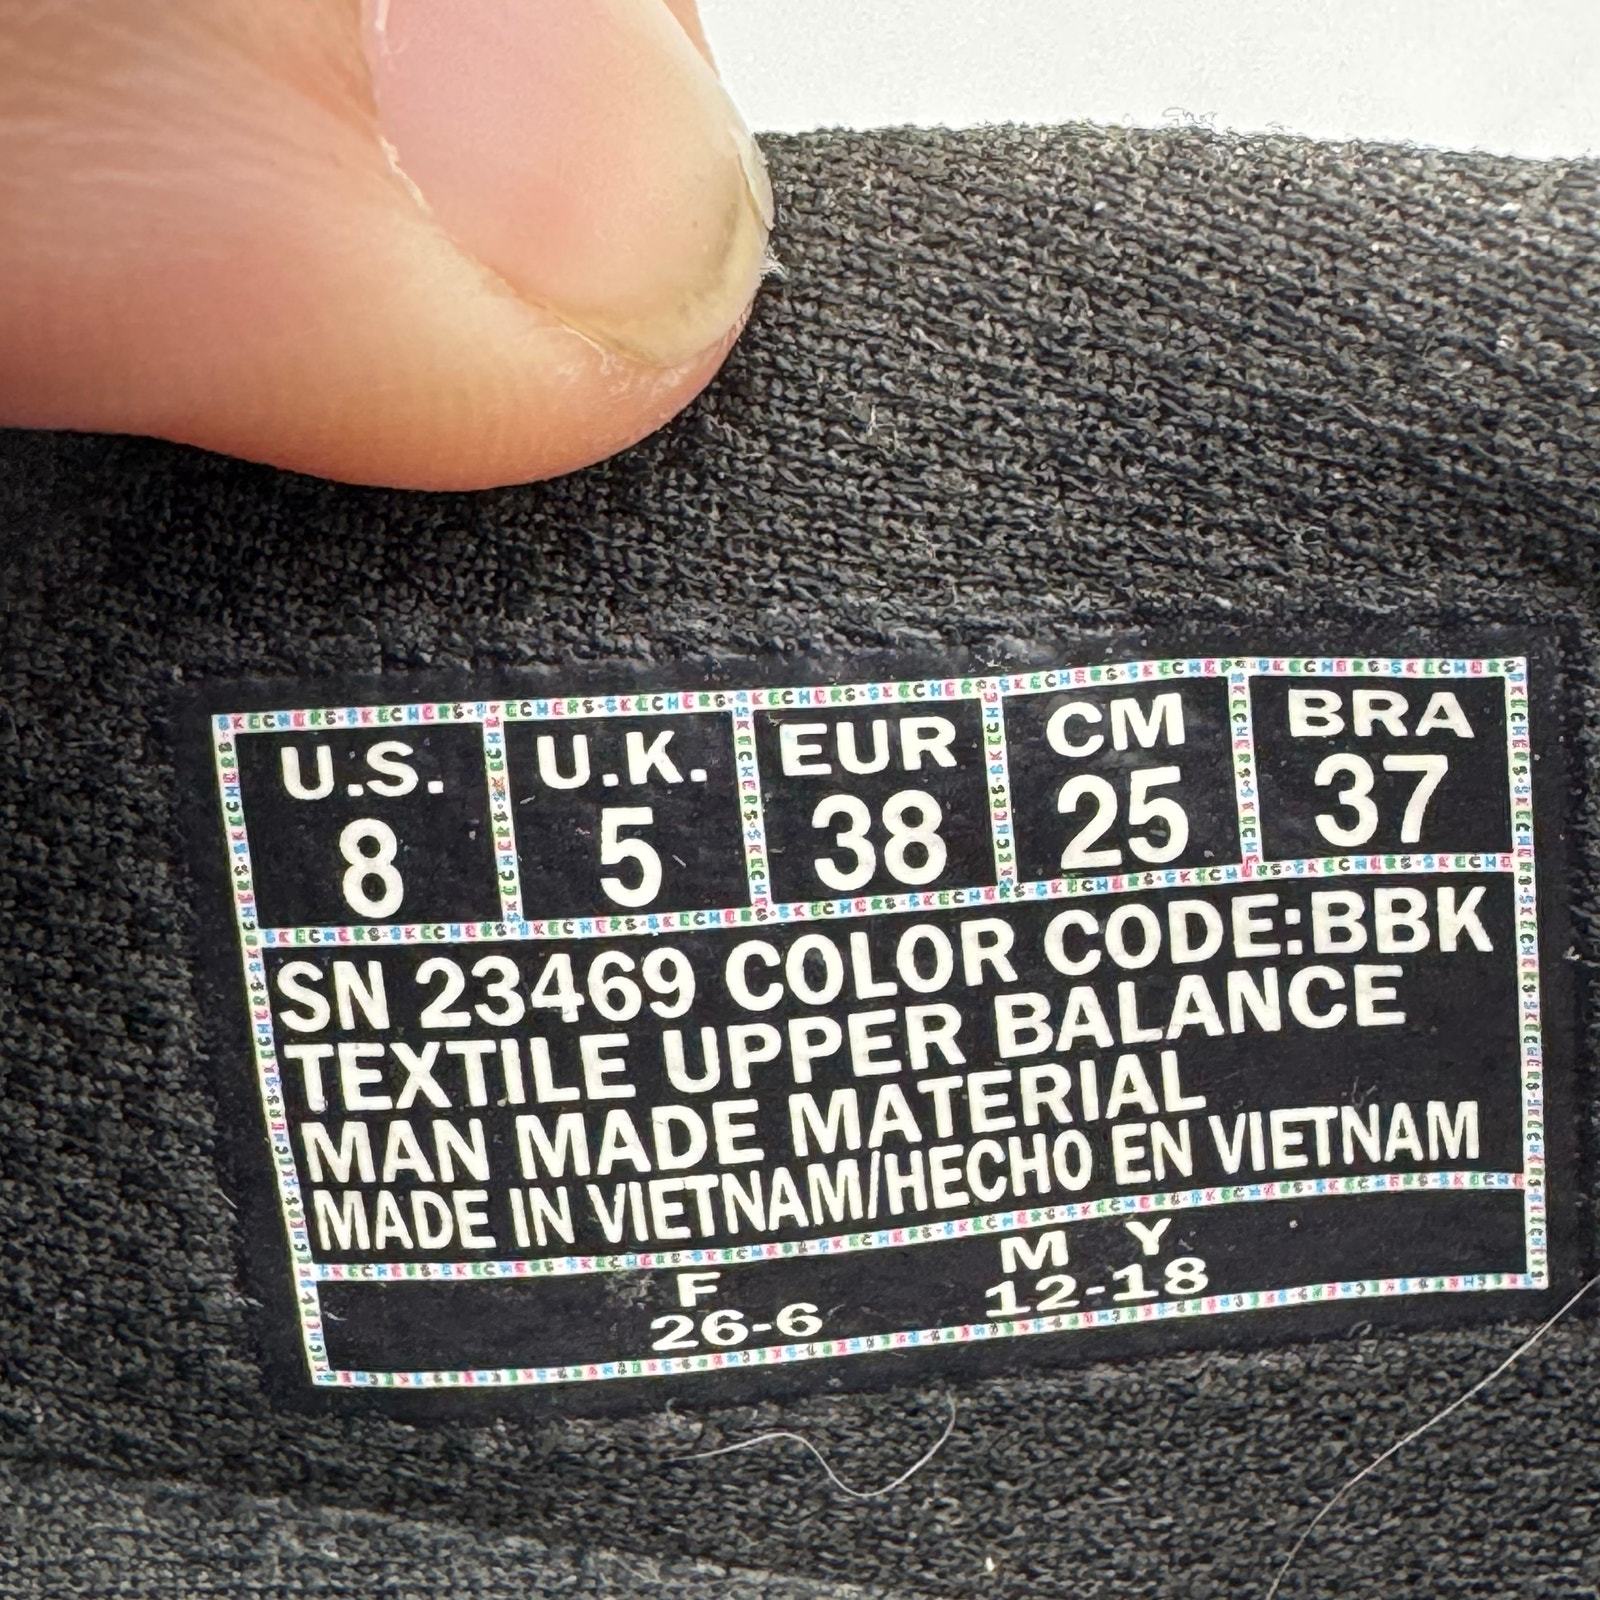 U.S. U.K. EUR CM BRA
8 5 38 25 37
SN 23469 COLOR CODE:BBK
TEXTILE UPPER BALANCE
MAN MADE MATERIAL
MADE IN VIETNAM/HECHO EN VIETNAM
F M Y
26-6 12-18
SKECHERS